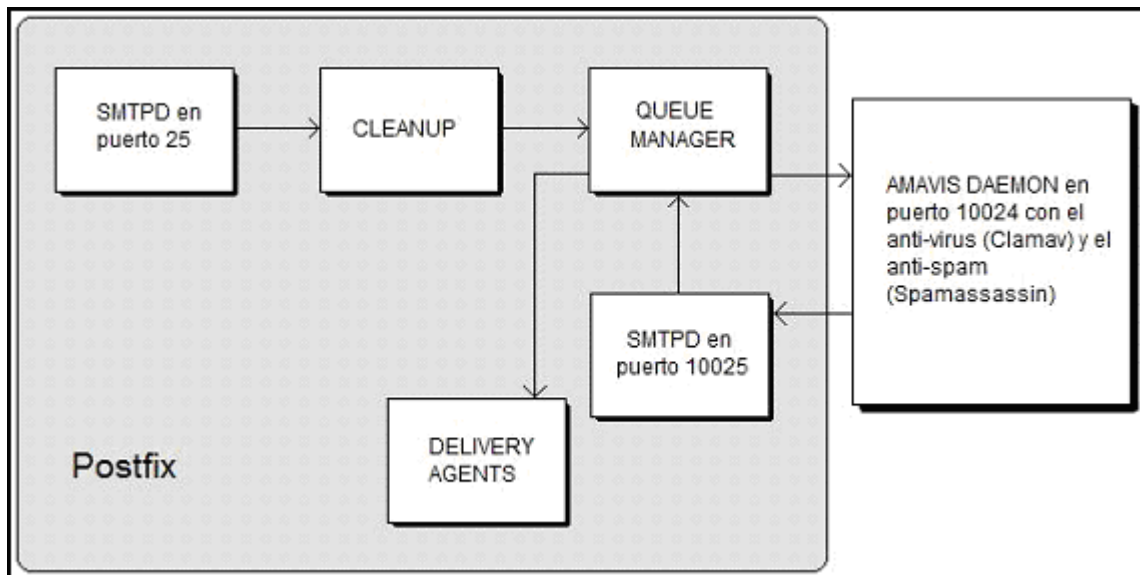 SMTPD en
puerto 25
CLEANUP
QUEUE
MANAGER
AMAVIS DAEMON en
puerto 10024 con el
anti-virus (Clamav) y el
anti-spam
(Spamassassin)
SMTPD en
puerto 10025
DELIVERY
AGENTS
Postfix